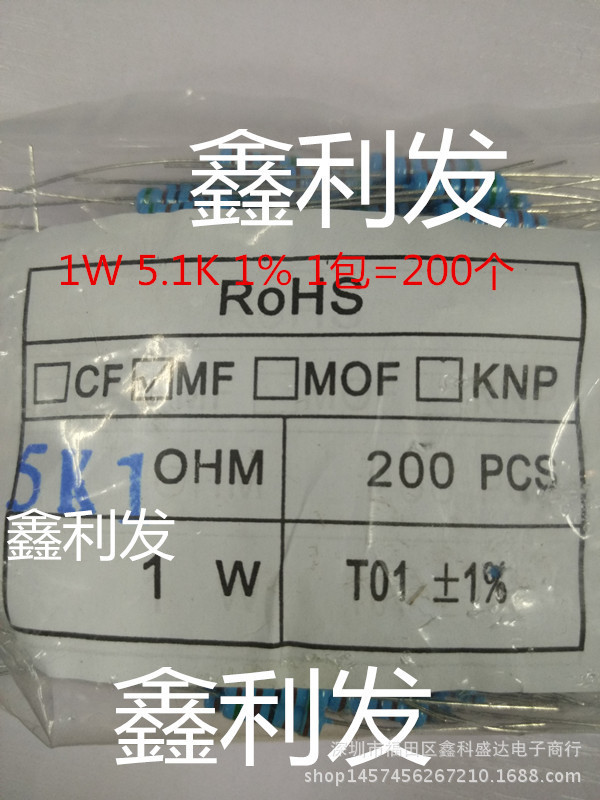 鑫利发
1W 5.1K 1% 1包=200个
RoHS
□CF ☑MF □MOF □KNP
5K1 OHM 200 PCS
鑫利发
1 W T01 ±1%
鑫利发
深圳市福田区鑫科盛达电子商行
shop1457456267210.1688.com